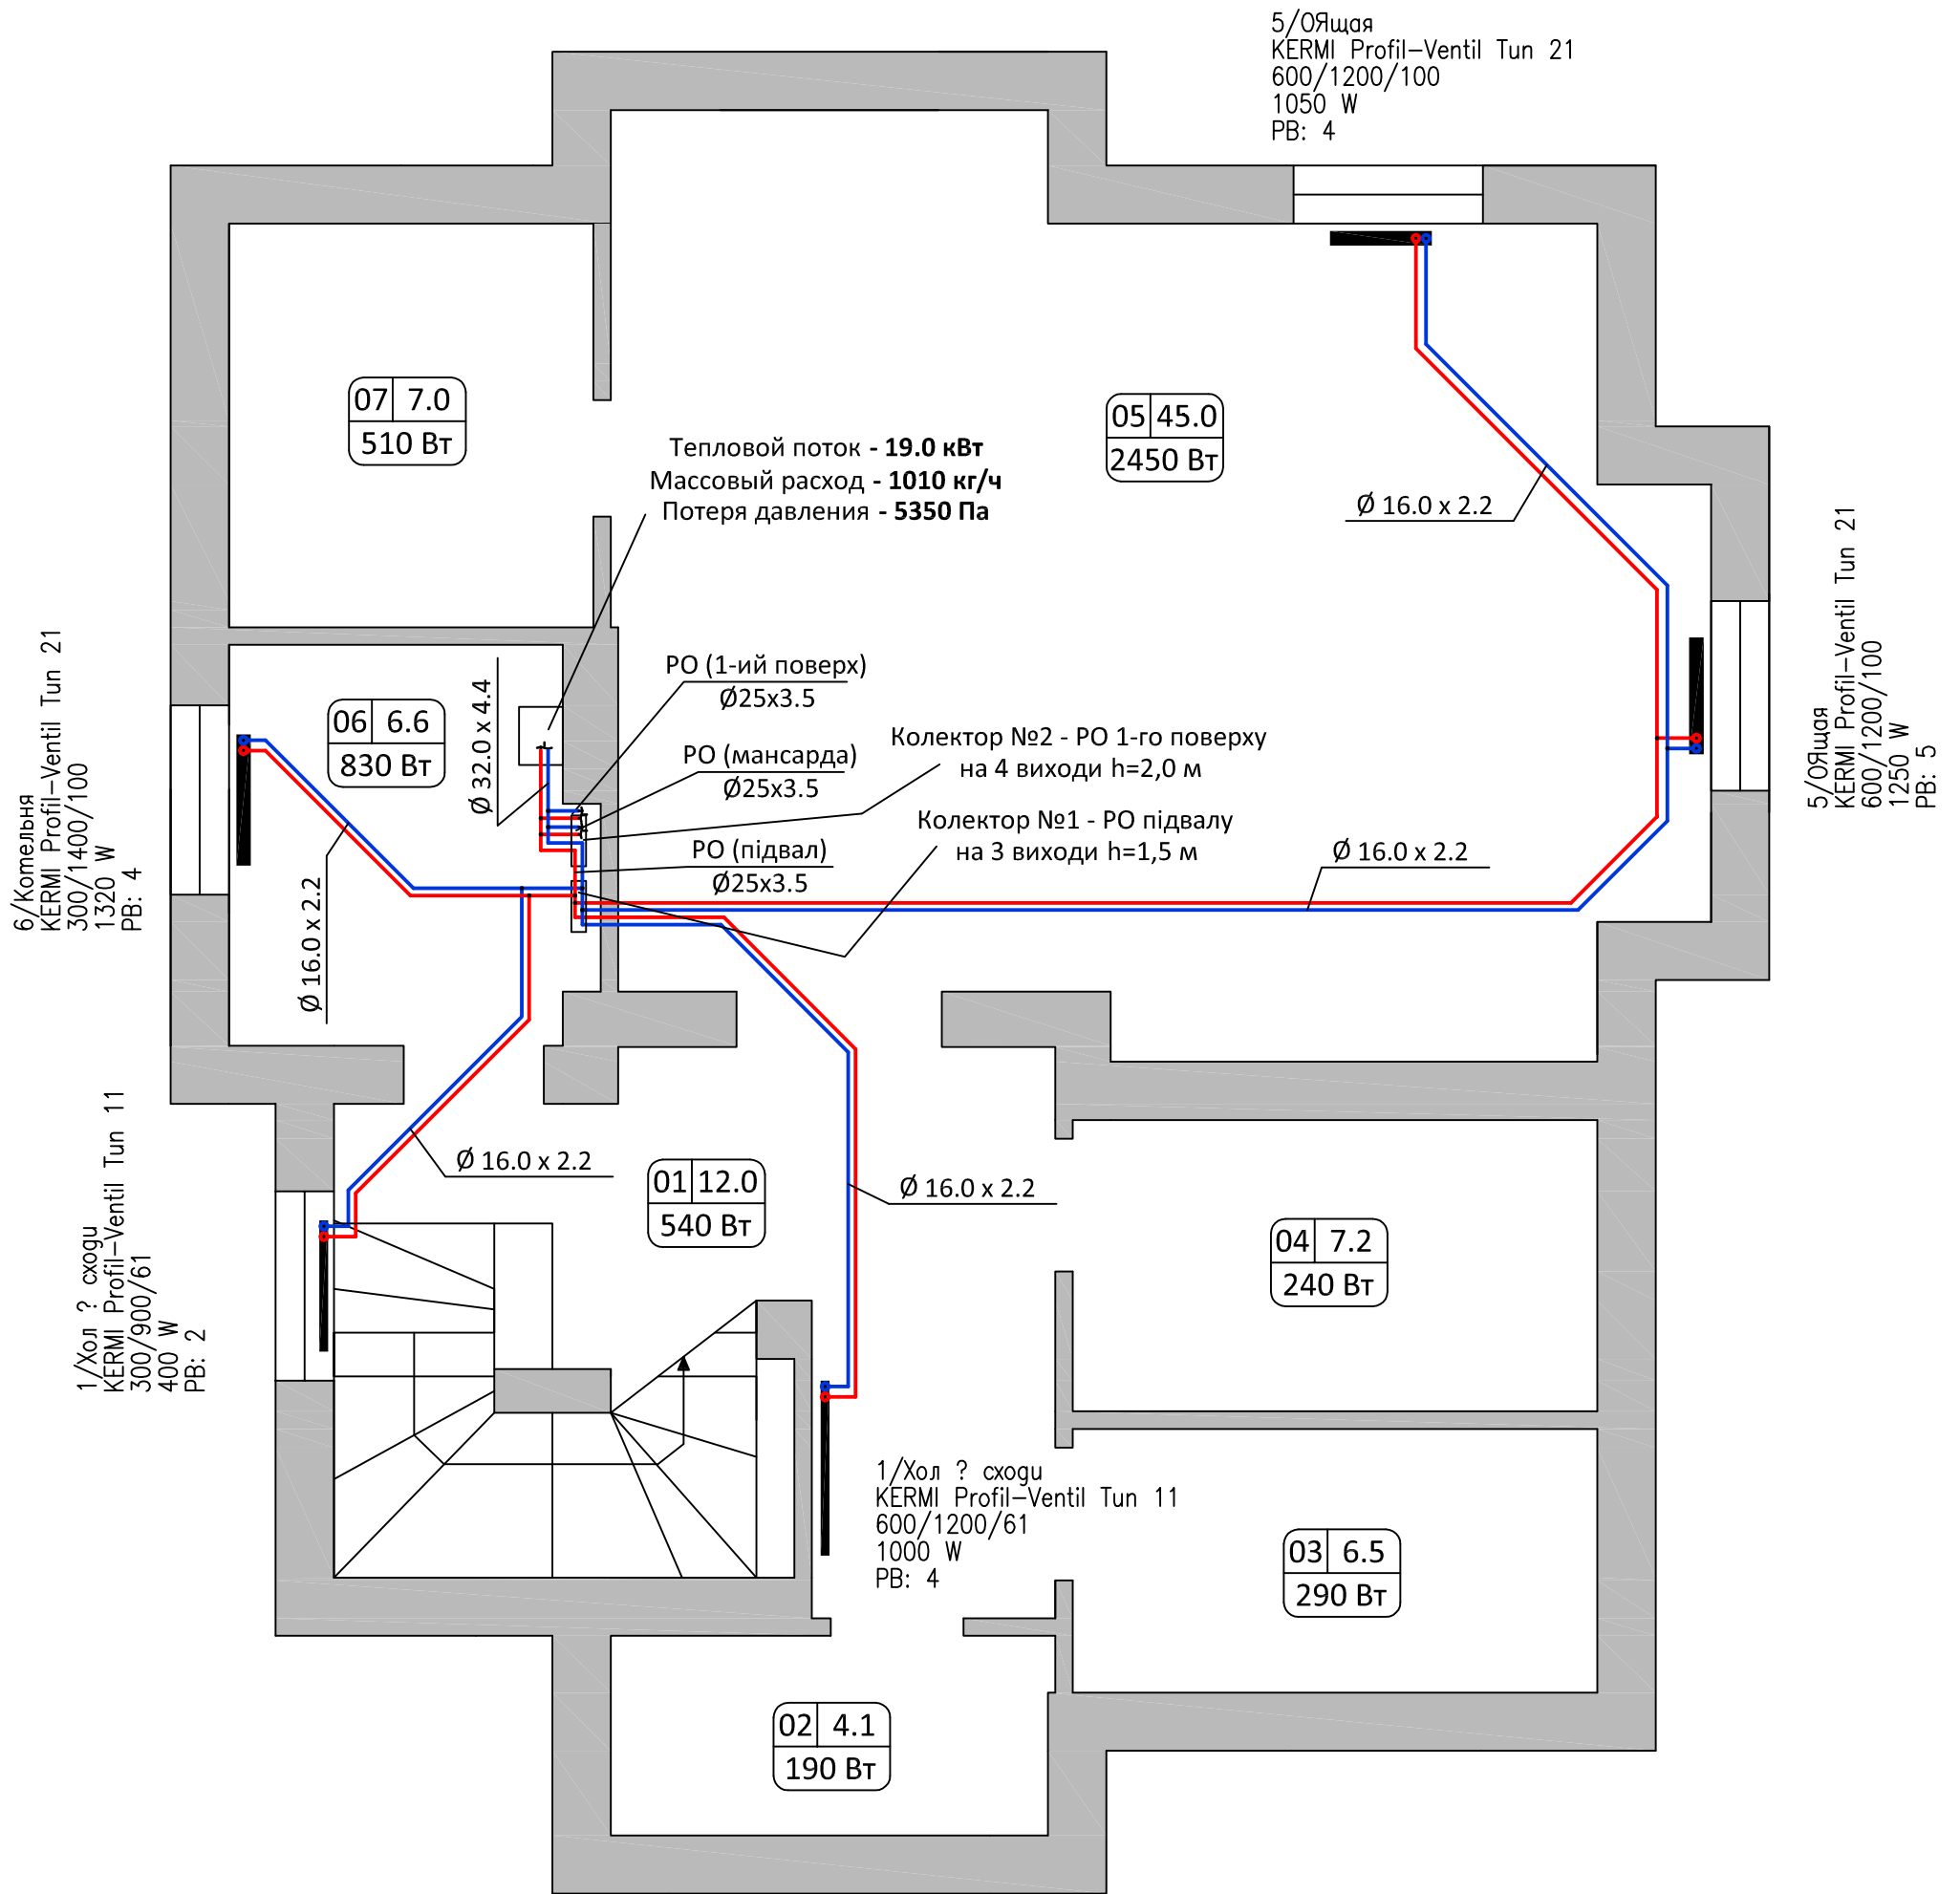 5/ОЯщая
KERMI Profil-Ventil Tun 21
600/1200/100
1050 W
PB: 4
07 7.0
510 Вт
05 45.0
2450 Вт
Тепловой поток - 19.0 кВт
Массовый расход - 1010 кг/ч
Потеря давления - 5350 Па
Ø 16.0 x 2.2
5/ОЯщая
KERMI Profil-Ventil Tun 21
600/1200/100
1250 W
PB: 5
6/Котельня
KERMI Profil-Ventil Tun 21
300/1400/100
1320 W
PB: 4
06 6.6
830 Вт
Ø 32.0 x 4.4
РО (1-ий поверх)
Ø25x3.5
РО (мансарда)
Ø25x3.5
Колектор №2 - РО 1-го поверху
на 4 виходи h=2,0 м
Колектор №1 - РО підвалу
на 3 виходи h=1,5 м
РО (підвал)
Ø25x3.5
Ø 16.0 x 2.2
Ø 16.0 x 2.2
1/Хол ? сходи
KERMI Profil-Ventil Tun 11
300/900/61
400 W
PB: 2
Ø 16.0 x 2.2
01 12.0
540 Вт
Ø 16.0 x 2.2
04 7.2
240 Вт
1/Хол ? сходи
KERMI Profil-Ventil Tun 11
600/1200/61
1000 W
PB: 4
03 6.5
290 Вт
02 4.1
190 Вт